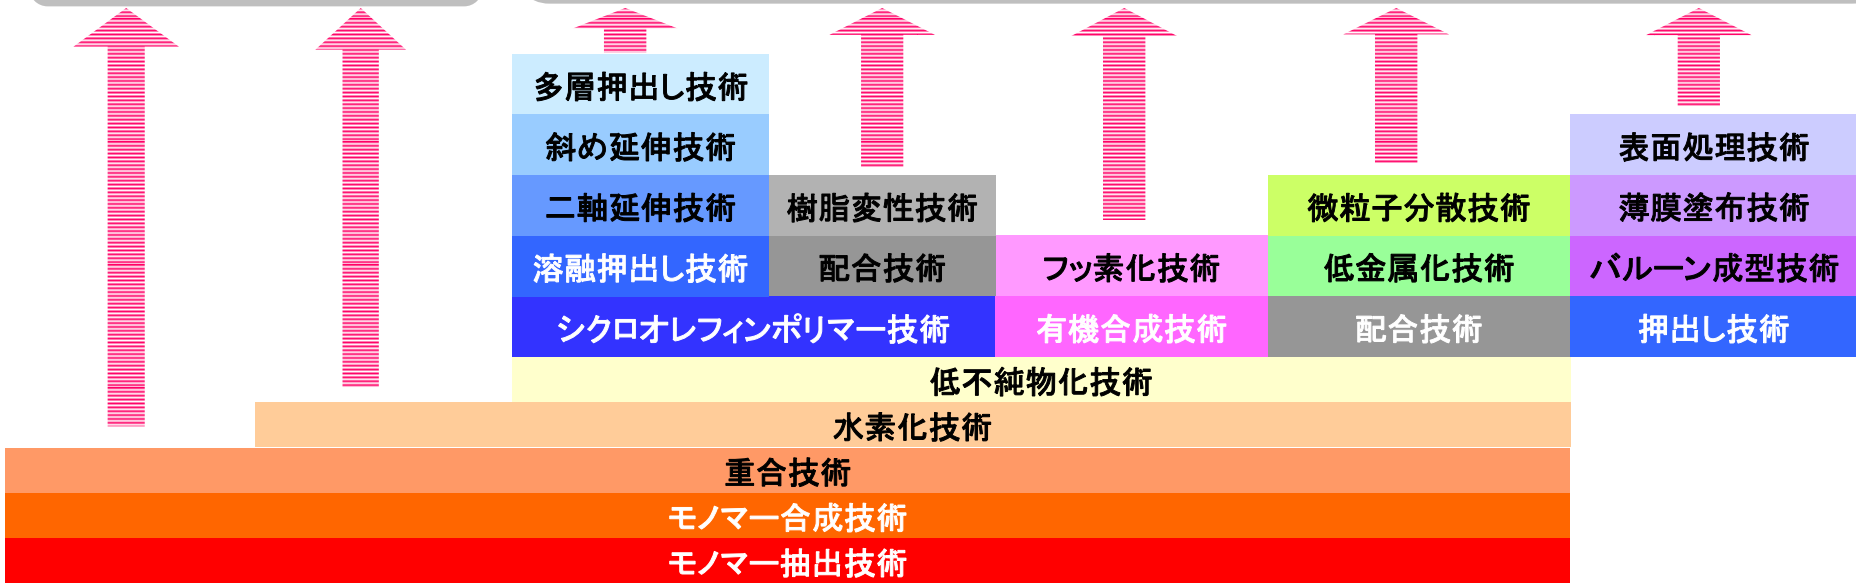 多層押出し技術
斜め延伸技術
表面処理技術
二軸延伸技術
樹脂変性技術
微粒子分散技術
薄膜塗布技術
溶融押出し技術
配合技術
フッ素化技術
低金属化技術
バルーン成型技術
シクロオレフィンポリマー技術
有機合成技術
配合技術
押出し技術
低不純物化技術
水素化技術
重合技術
モノマー合成技術
モノマー抽出技術